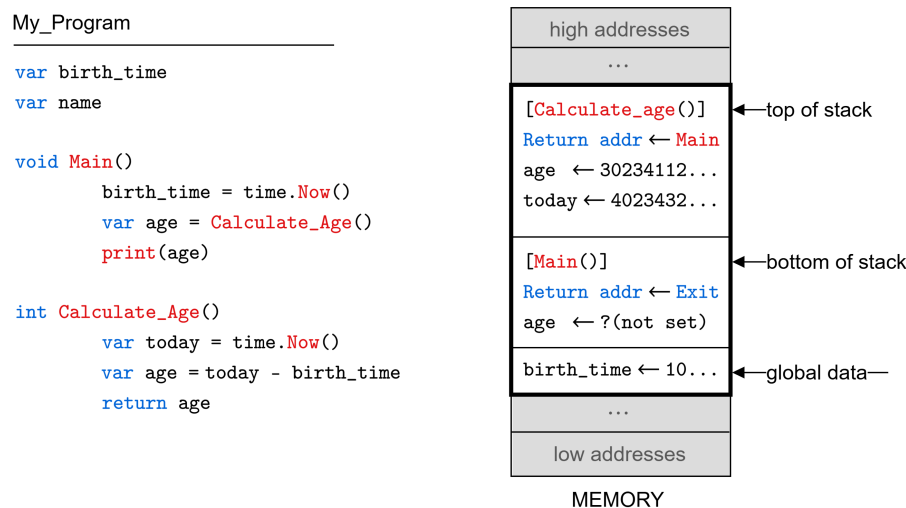 My_Program
var birth_time
var name
void Main()
birth_time = time.Now()
var age = Calculate_Age()
print(age)
int Calculate_Age()
var today = time.Now()
var age = today - birth_time
return age
high addresses
...
[Calculate_age()]
Return addr ← Main
age ← 30234112...
today ← 4023432...
[Main()]
Return addr ← Exit
age ← ?(not set)
birth_time ← 10...
...
low addresses
MEMORY
top of stack
bottom of stack
global data